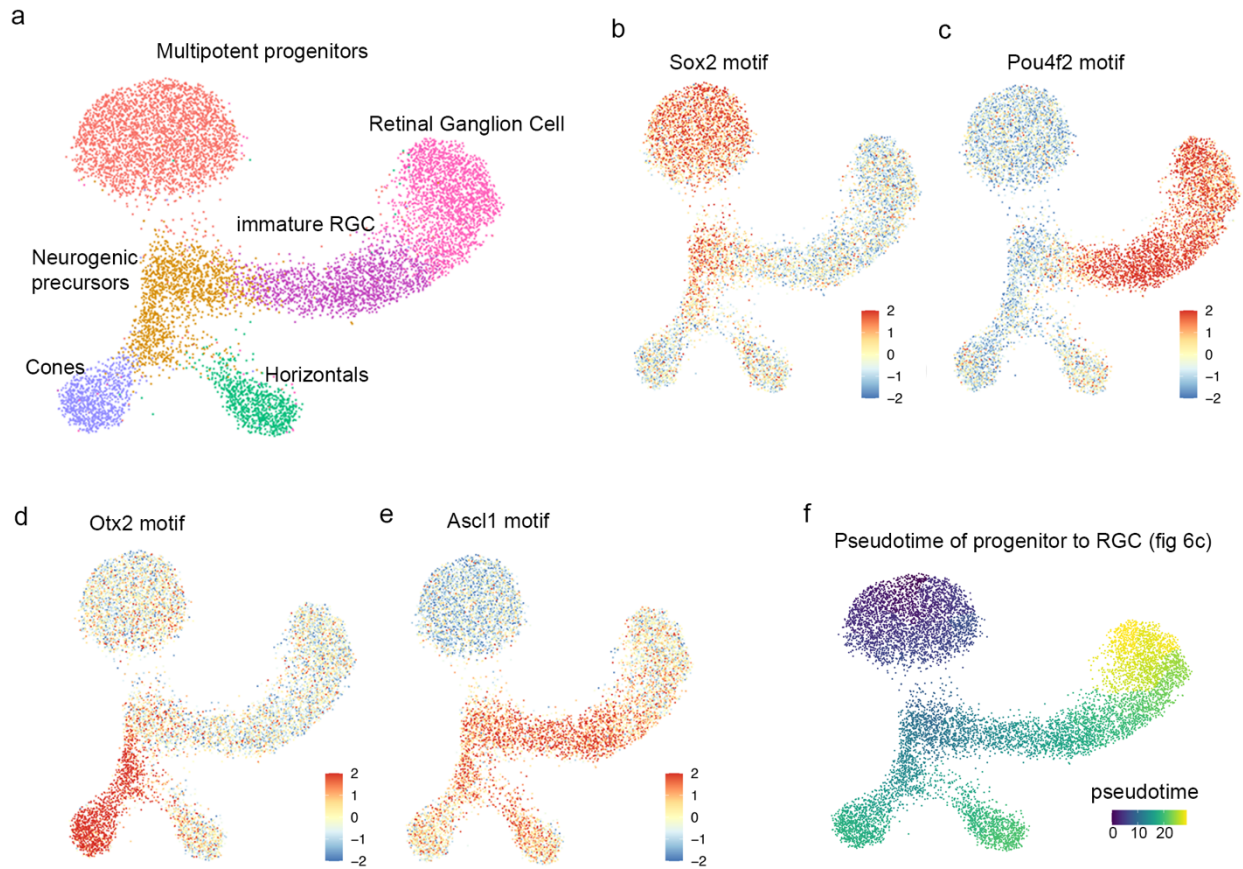 a
Multipotent progenitors
Retinal Ganglion Cell
immature RGC
Neurogenic
precursors
Cones
Horizontals
b
Sox2 motif
2
1
0
−1
−2
c
Pou4f2 motif
2
1
0
−1
−2
d
Otx2 motif
2
1
0
−1
−2
e
Ascl1 motif
2
1
0
−1
−2
f
Pseudotime of progenitor to RGC (fig 6c)
pseudotime
0 10 20